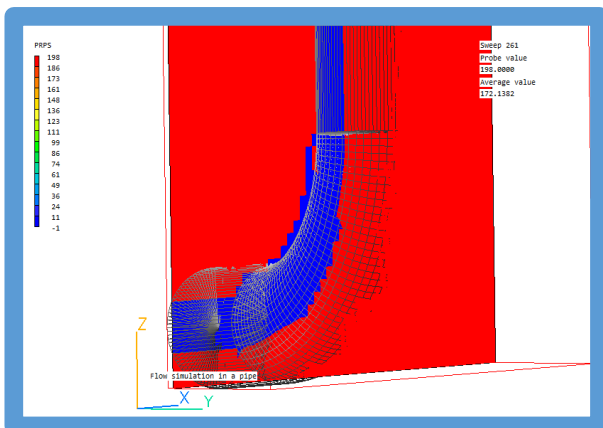 PRPS
198
186
173
161
148
136
123
111
99
86
74
61
49
36
24
11
-1
Sweep 261
Probe value
198.0000
Average value
172.1382
Z
X
Y
Flow simulation in a pipe